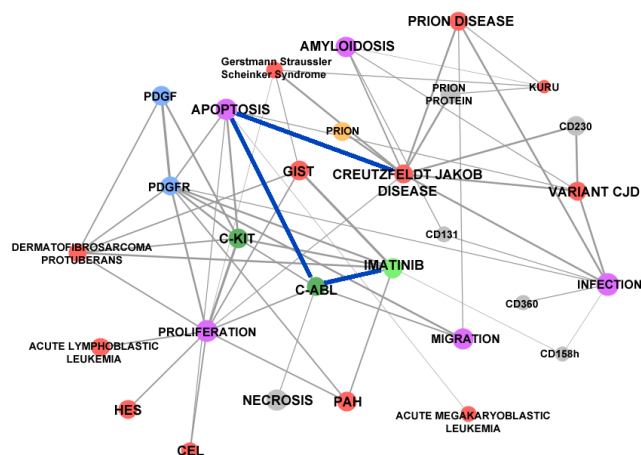 PRION DISEASE
AMYLOIDOSIS
Gerstmann Straussler
Scheinker Syndrome
KURU
PRION
PROTEIN
PDGF
APOPTOSIS
PRION
CD230
GIST
CREUTZFELDT JAKOB
DISEASE
PDGFR
VARIANT CJD
C-KIT
CD131
DERMATOFIBROSARCOMA
PROTUBERANS
IMATINIB
C-ABL
INFECTION
CD360
PROLIFERATION
MIGRATION
ACUTE LYMPHOBLASTIC
LEUKEMIA
CD158h
NECROSIS
PAH
HES
ACUTE MEGAKARYOBLASTIC
LEUKEMIA
CEL